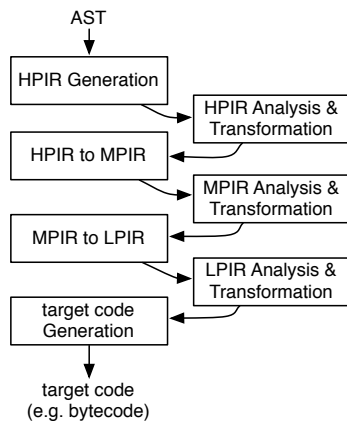 AST
HPIR Generation
HPIR Analysis &
Transformation
HPIR to MPIR
MPIR Analysis &
Transformation
MPIR to LPIR
LPIR Analysis &
Transformation
target code
Generation
target code
(e.g. bytecode)